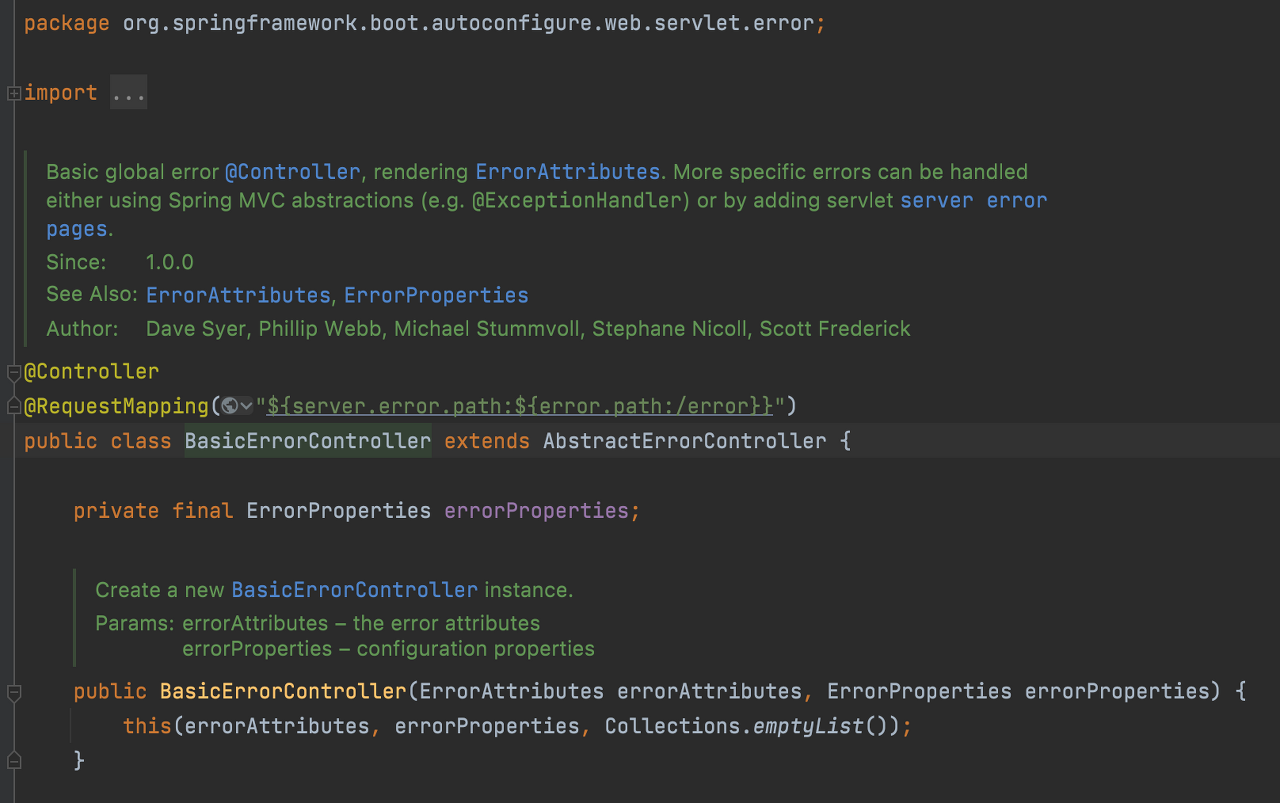 package org.springframework.boot.autoconfigure.web.servlet.error;
import ...
Basic global error @Controller, rendering ErrorAttributes. More specific errors can be handled
either using Spring MVC abstractions (e.g. @ExceptionHandler) or by adding servlet server error
pages.
Since: 1.0.0
See Also: ErrorAttributes, ErrorProperties
Author: Dave Syer, Phillip Webb, Michael Stummvoll, Stephane Nicoll, Scott Frederick
@Controller
@RequestMapping("${server.error.path:${error.path:/error}}")
public class BasicErrorController extends AbstractErrorController {
private final ErrorProperties errorProperties;
Create a new BasicErrorController instance.
Params: errorAttributes – the error attributes
errorProperties – configuration properties
public BasicErrorController(ErrorAttributes errorAttributes, ErrorProperties errorProperties) {
this(errorAttributes, errorProperties, Collections.emptyList());
}